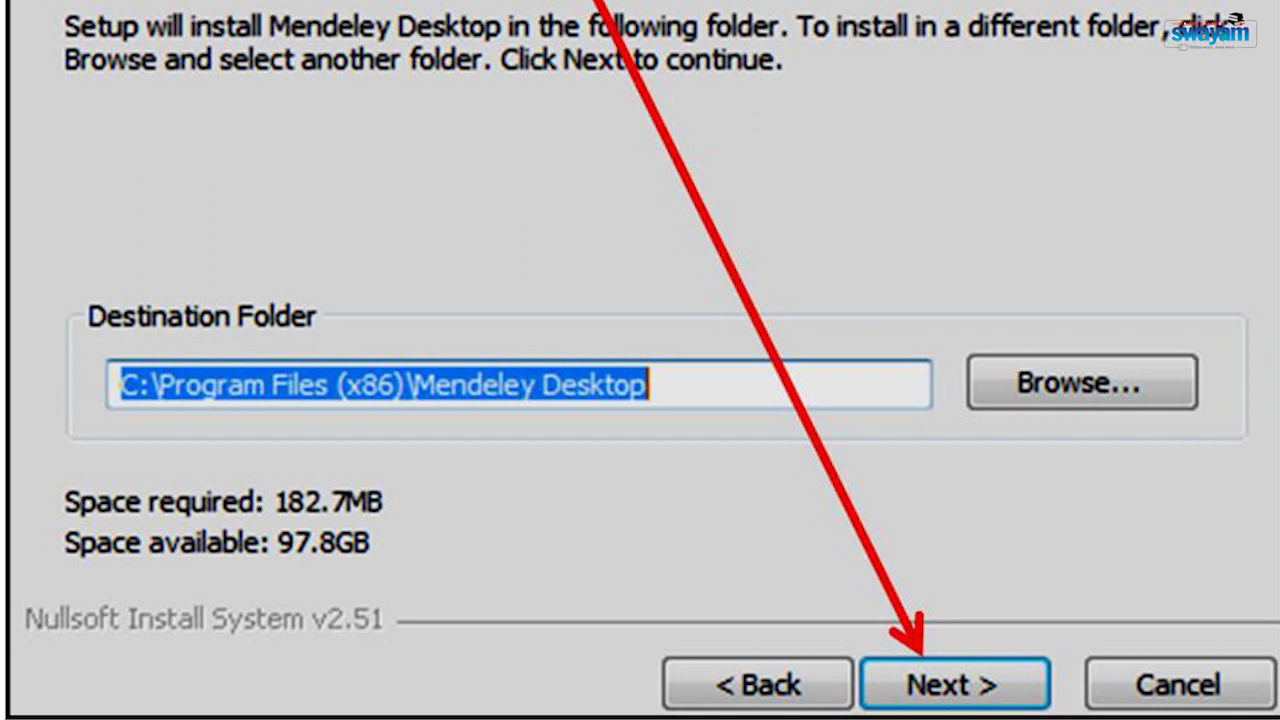 Setup will install Mendeley Desktop in the following folder. To install in a different folder, click
Browse and select another folder. Click Next to continue.
swayam
Destination Folder
C:\Program Files (x86)\Mendeley Desktop
Browse...
Space required: 182.7MB
Space available: 97.8GB
Nullsoft Install System v2.51
< Back
Next >
Cancel